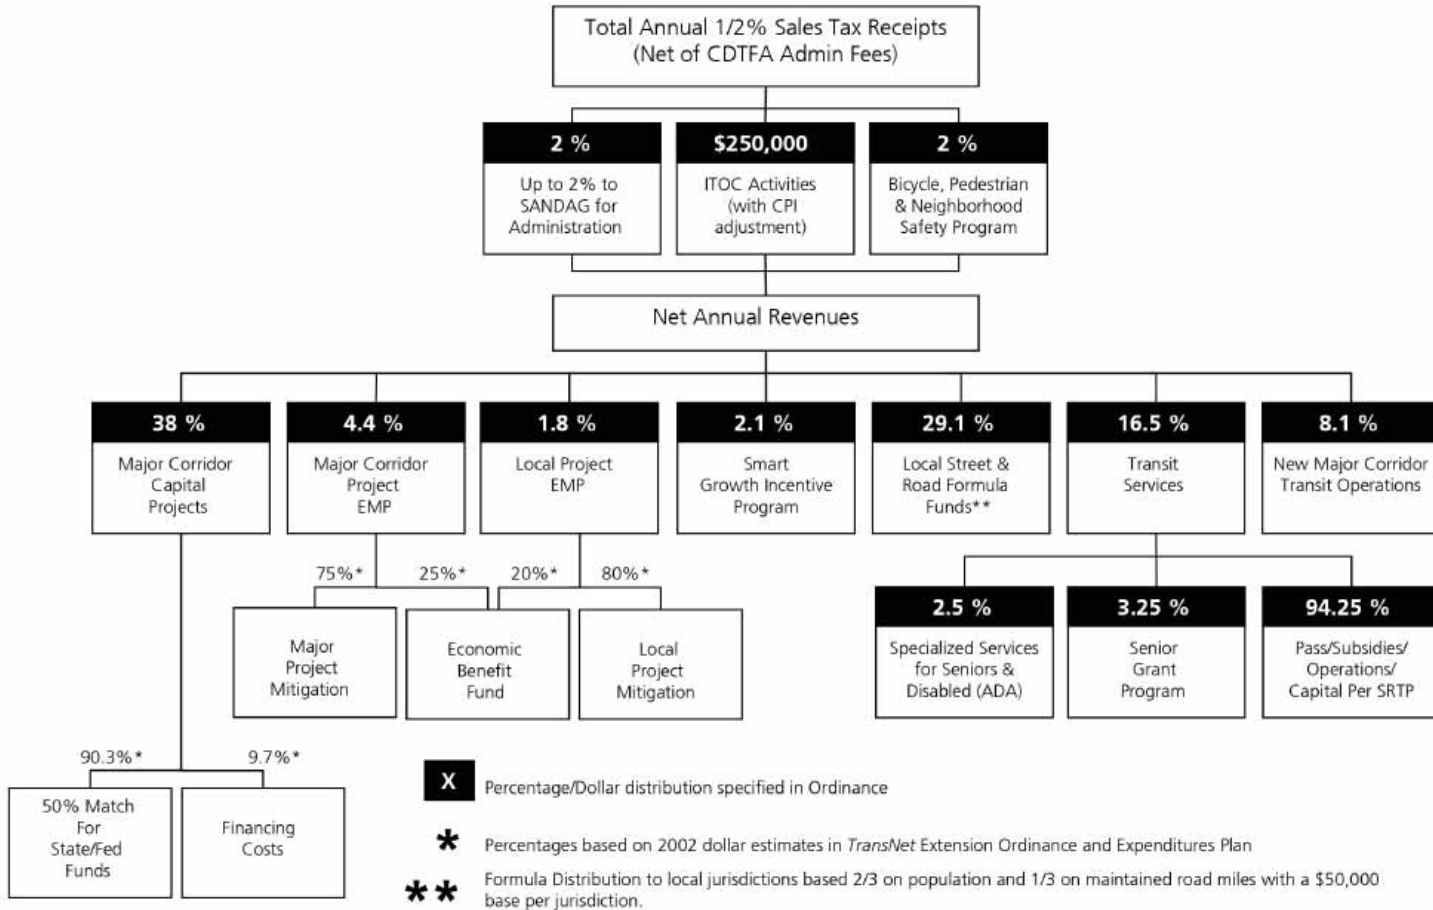 Total Annual 1/2% Sales Tax Receipts
(Net of CDTFA Admin Fees)
2 %
Up to 2% to
SANDAG for
Administration
$250,000
ITOC Activities
(with CPI
adjustment)
2 %
Bicycle, Pedestrian
& Neighborhood
Safety Program
Net Annual Revenues
38 %
Major Corridor
Capital
Projects
4.4 %
Major Corridor
Project
EMP
1.8 %
Local Project
EMP
2.1 %
Smart
Growth Incentive
Program
29.1 %
Local Street &
Road Formula
Funds**
16.5 %
Transit
Services
8.1 %
New Major Corridor
Transit Operations
75%*
25%*
20%*
80%*
Major
Project
Mitigation
Economic
Benefit
Fund
Local
Project
Mitigation
2.5 %
Specialized Services
for Seniors &
Disabled (ADA)
3.25 %
Senior
Grant
Program
94.25 %
Pass/Subsidies/
Operations/
Capital Per SRTP
90.3%*
9.7%*
50% Match
For
State/Fed
Funds
Financing
Costs
X Percentage/Dollar distribution specified in Ordinance
* Percentages based on 2002 dollar estimates in TransNet Extension Ordinance and Expenditures Plan
** Formula Distribution to local jurisdictions based 2/3 on population and 1/3 on maintained road miles with a $50,000
base per jurisdiction.